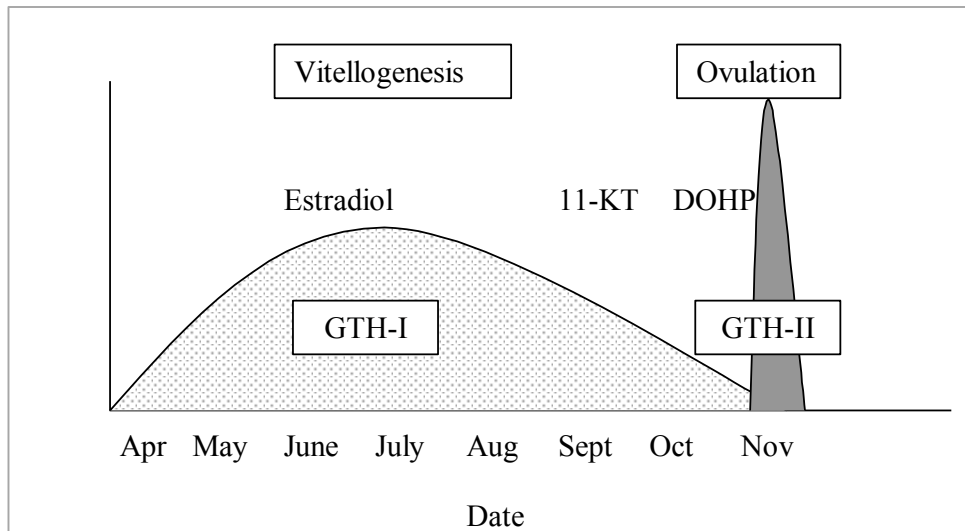 Vitellogenesis Ovulation
Estradiol 11-KT DOHP
GTH-I GTH-II
Apr May June July Aug Sept Oct Nov
Date